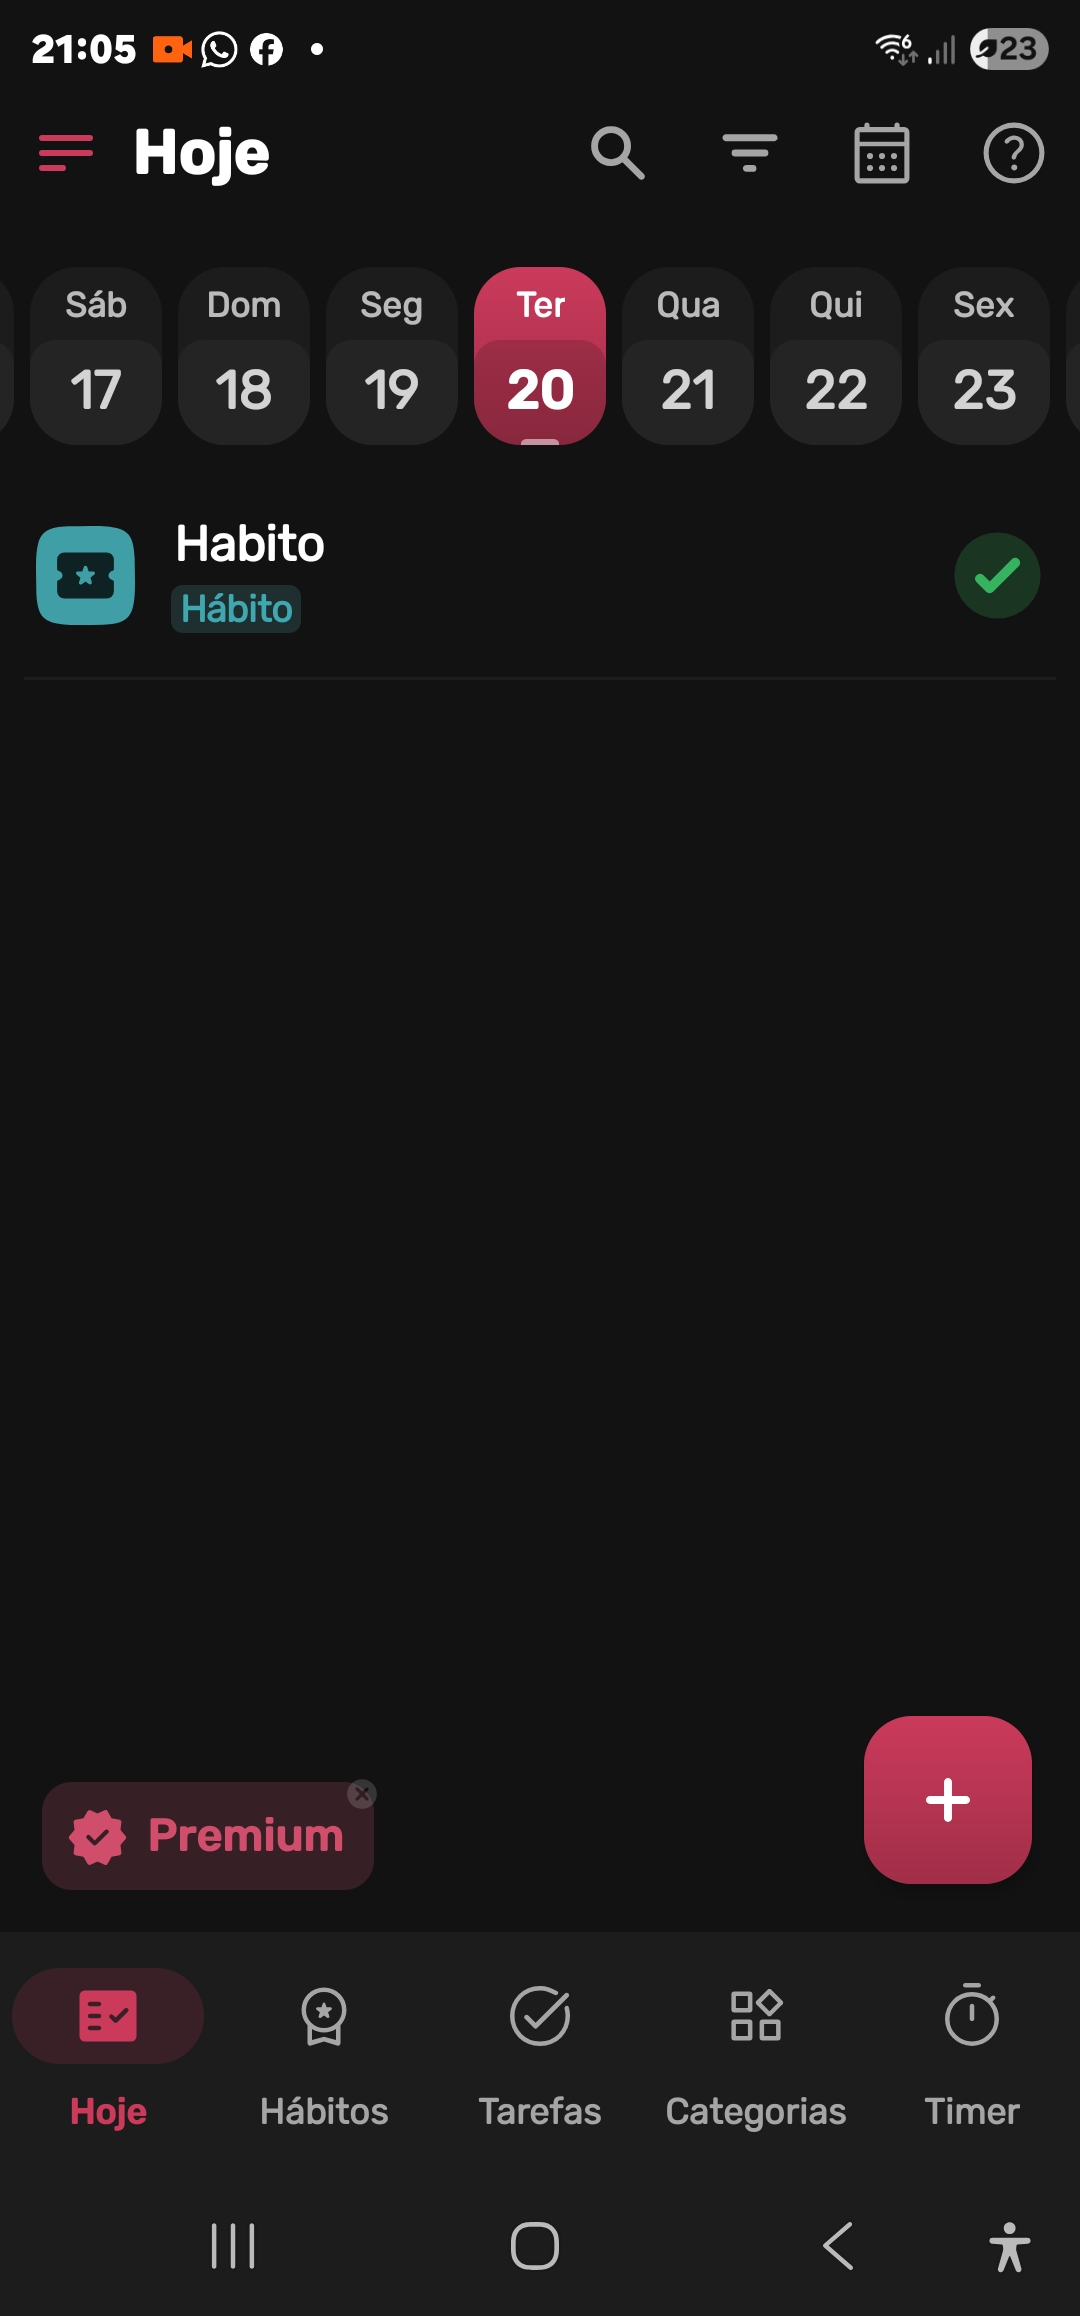 21:05
6
23
Hoje
Sáb Dom Seg Ter Qua Qui Sex
17 18 19 20 21 22 23
Habito
Hábito
Premium
Hoje Hábitos Tarefas Categorias Timer